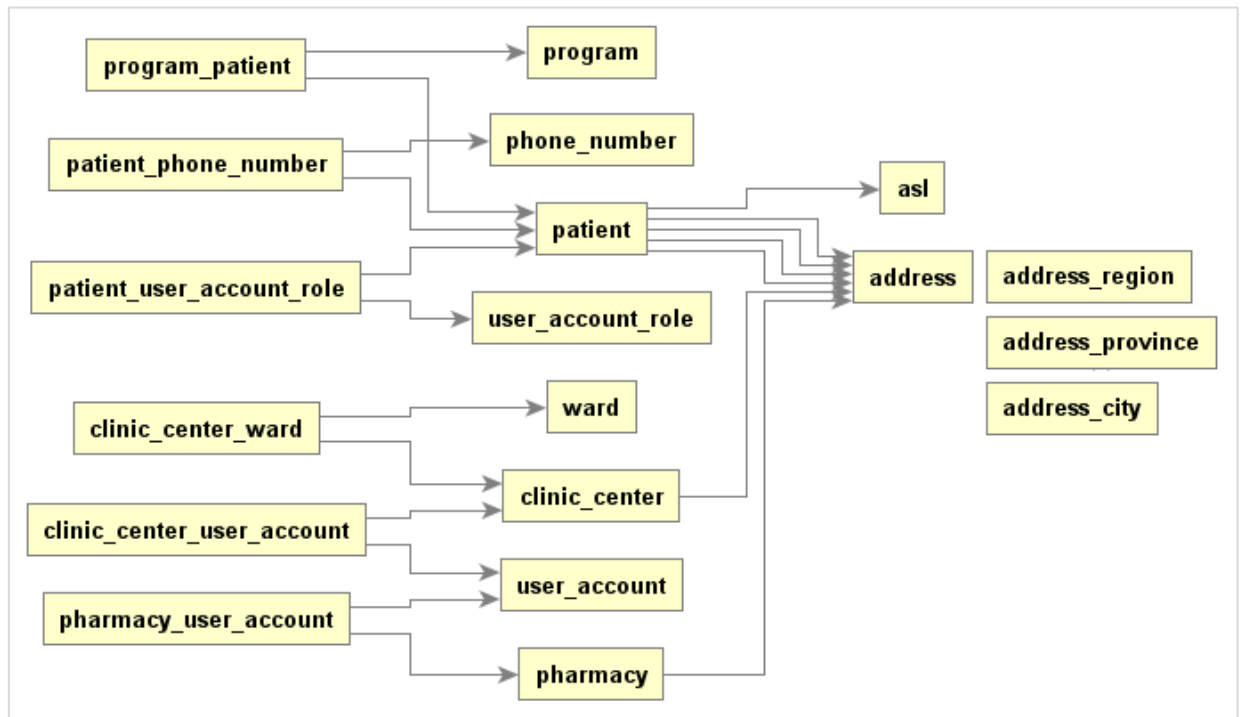 program_patient
program
patient_phone_number
phone_number
asl
patient
patient_user_account_role
address
address_region
user_account_role
address_province
clinic_center_ward
ward
address_city
clinic_center
clinic_center_user_account
user_account
pharmacy_user_account
pharmacy